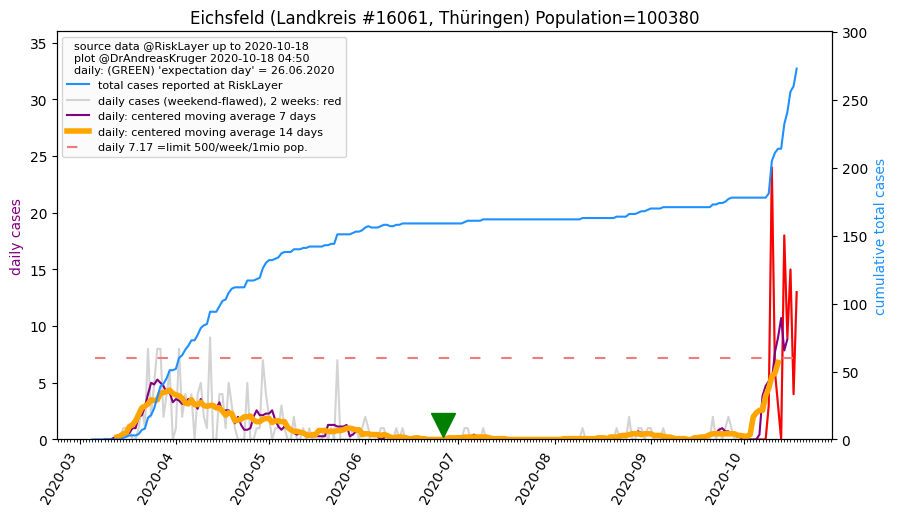 Eichsfeld (Landkreis #16061, Thüringen) Population=100380
source data @RiskLayer up to 2020-10-18
plot @DrAndreasKruger 2020-10-18 04:50
daily: (GREEN) 'expectation day' = 26.06.2020
total cases reported at RiskLayer
daily cases (weekend-flawed), 2 weeks: red
daily: centered moving average 7 days
daily: centered moving average 14 days
daily 7.17 =limit 500/week/1mio pop.
daily cases
35
30
25
20
15
10
5
0
cumulative total cases
300
250
200
150
100
50
0
2020-03
2020-04
2020-05
2020-06
2020-07
2020-08
2020-09
2020-10